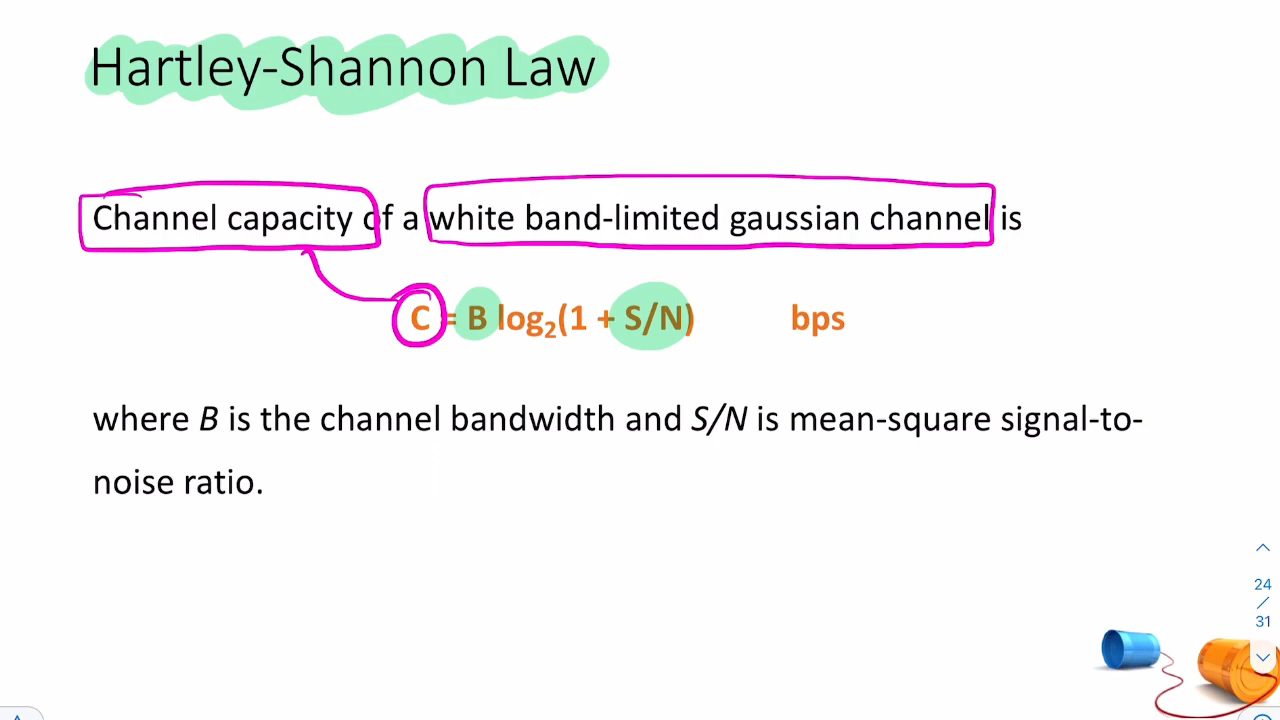 Hartley-Shannon Law
Channel capacity of a white band-limited gaussian channel is
C = B log₂(1 + S/N) bps
where B is the channel bandwidth and S/N is mean-square signal-to-
noise ratio.
24
/
31